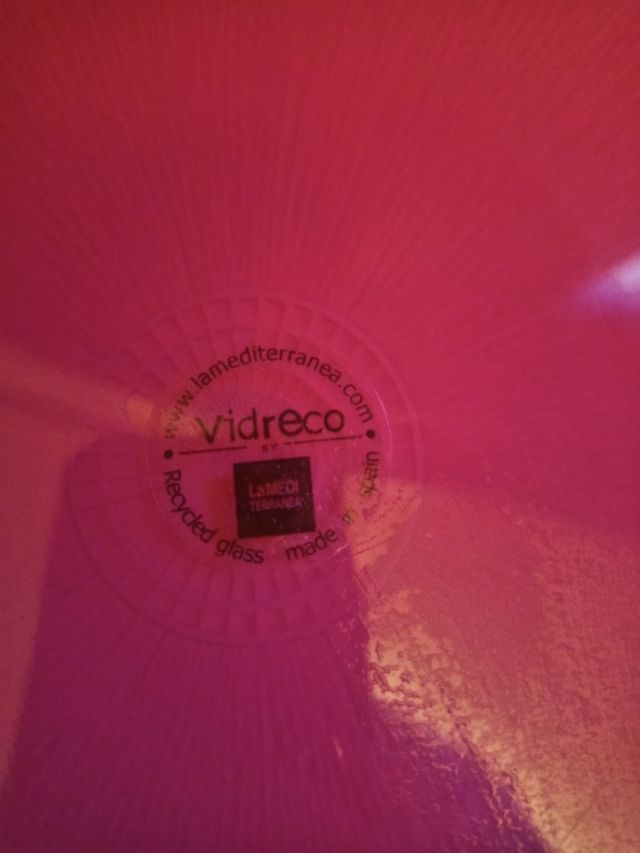 www.lamediterranea.com
vidreco
BY
LaMEDI
TERRANEA
Recycled glass made in Spain